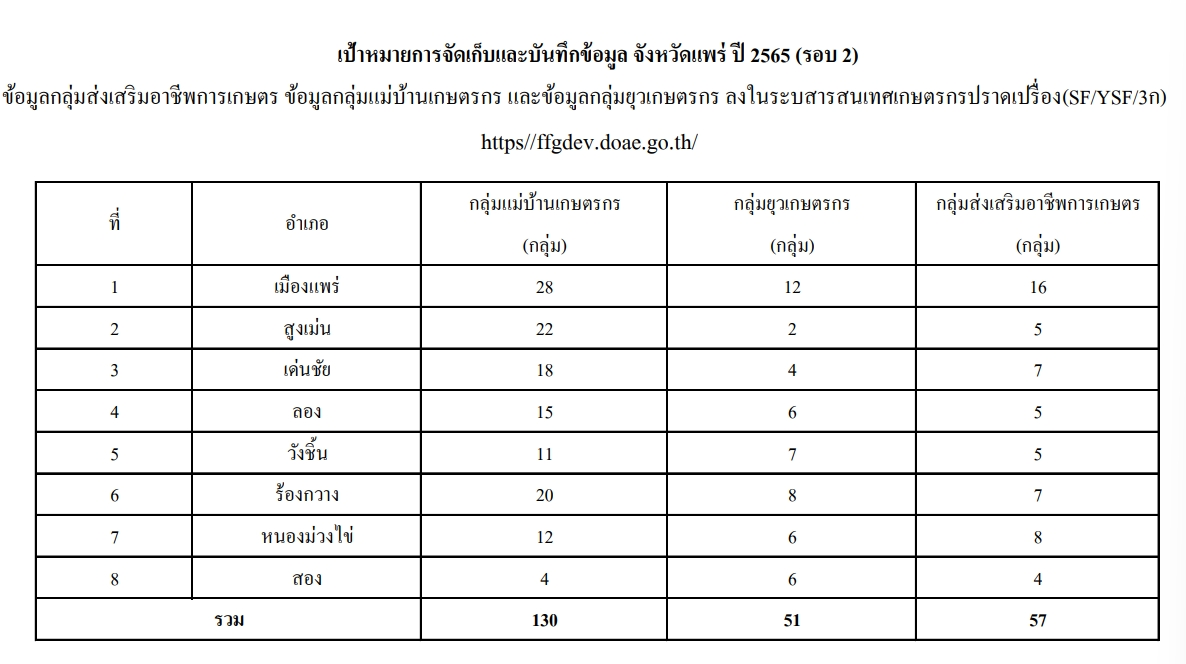 เป้าหมายการจัดเก็บและบันทึกข้อมูล จังหวัดแพร่ ปี 2565 (รอบ 2)
ข้อมูลกลุ่มส่งเสริมอาชีพการเกษตร ข้อมูลกลุ่มแม่บ้านเกษตรกร และข้อมูลกลุ่มยุวเกษตรกร ลงในระบบสารสนเทศเกษตรกรปราดเปรื่อง(SF/YSF/3ก)
https//ffgdev.doae.go.th/
ที่ อำเภอ กลุ่มแม่บ้านเกษตรกร (กลุ่ม) กลุ่มยุวเกษตรกร (กลุ่ม) กลุ่มส่งเสริมอาชีพการเกษตร (กลุ่ม)
1 เมืองแพร่ 28 12 16
2 สูงเม่น 22 2 5
3 เด่นชัย 18 4 7
4 ลอง 15 6 5
5 วังชิ้น 11 7 5
6 ร้องกวาง 20 8 7
7 หนองม่วงไข่ 12 6 8
8 สอง 4 6 4
รวม 130 51 57